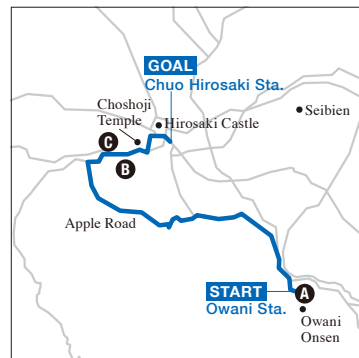 GOAL
Chuo Hirosaki Sta.
Choshoji
Temple
Hirosaki Castle
Seibien
C
B
Apple Road
START
Owani Sta.
A
Owani
Onsen